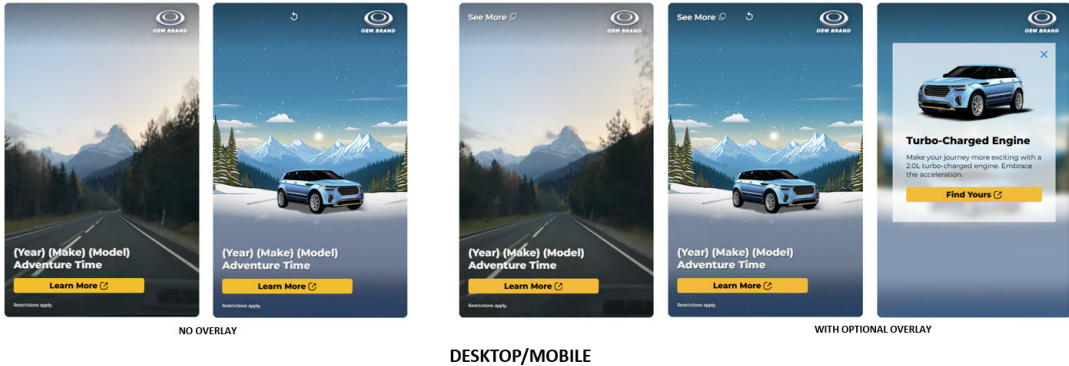 OEM BRAND
(Year) (Make) (Model)
Adventure Time
Learn More
Restrictions apply.
OEM BRAND
(Year) (Make) (Model)
Adventure Time
Learn More
Restrictions apply.
NO OVERLAY
See More
OEM BRAND
(Year) (Make) (Model)
Adventure Time
Learn More
Restrictions apply.
See More
OEM BRAND
(Year) (Make) (Model)
Adventure Time
Learn More
Restrictions apply.
OEM BRAND
Turbo-Charged Engine
Make your journey more exciting with a
2.0L turbo-charged engine. Embrace
the acceleration.
Find Yours
WITH OPTIONAL OVERLAY
DESKTOP/MOBILE